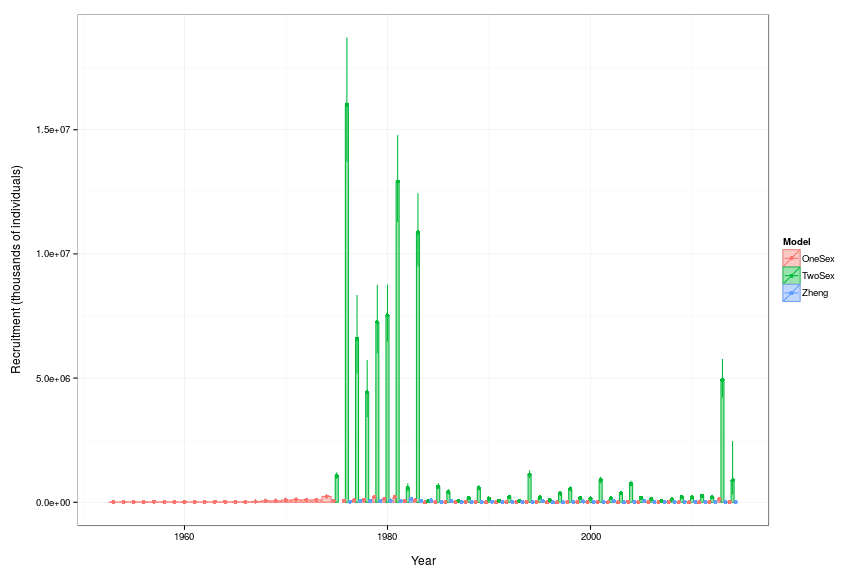 1.5e+07
1.0e+07
5.0e+06
0.0e+00
Recruitment (thousands of individuals)
1960
1980
2000
Year
Model
OneSex
TwoSex
Zheng